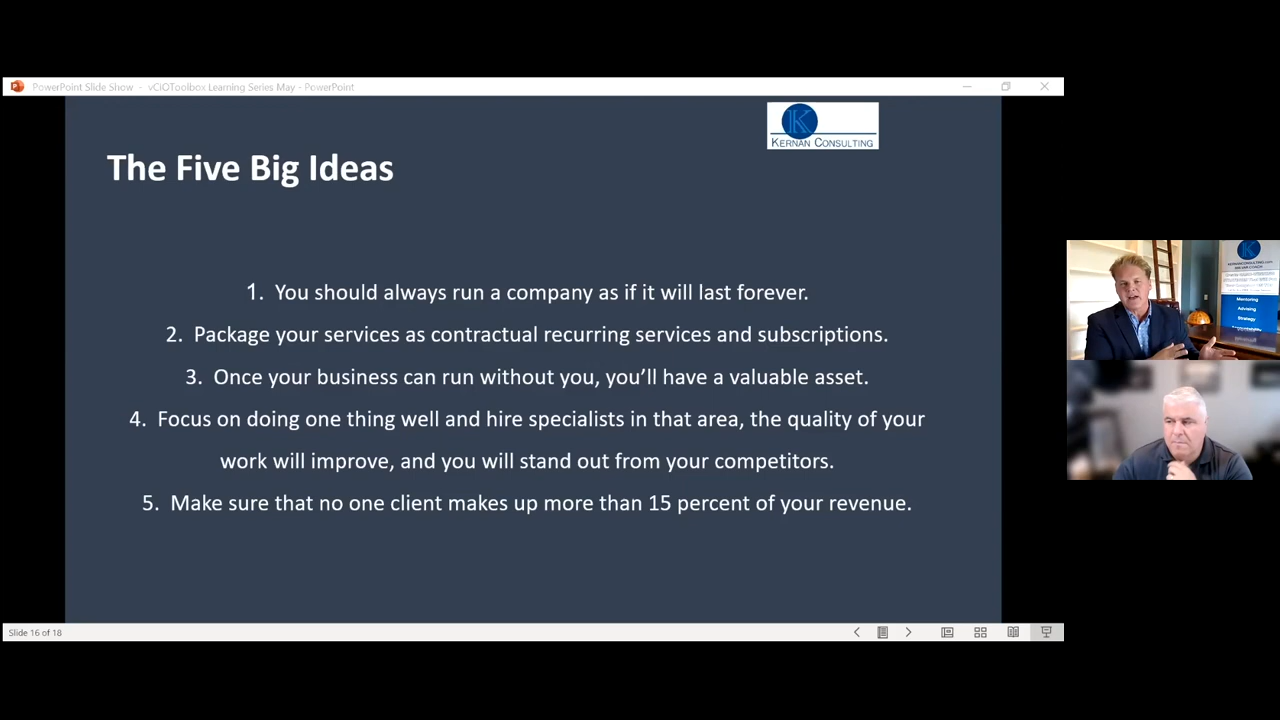 PowerPoint Slide Show - vCIOToolbox Learning Series May - PowerPoint
K
KERNAN CONSULTING
The Five Big Ideas
1. You should always run a company as if it will last forever.
2. Package your services as contractual recurring services and subscriptions.
3. Once your business can run without you, you’ll have a valuable asset.
4. Focus on doing one thing well and hire specialists in that area, the quality of your
work will improve, and you will stand out from your competitors.
5. Make sure that no one client makes up more than 15 percent of your revenue.
K
Mentoring
Advising
Strategy
Slide 16 of 18